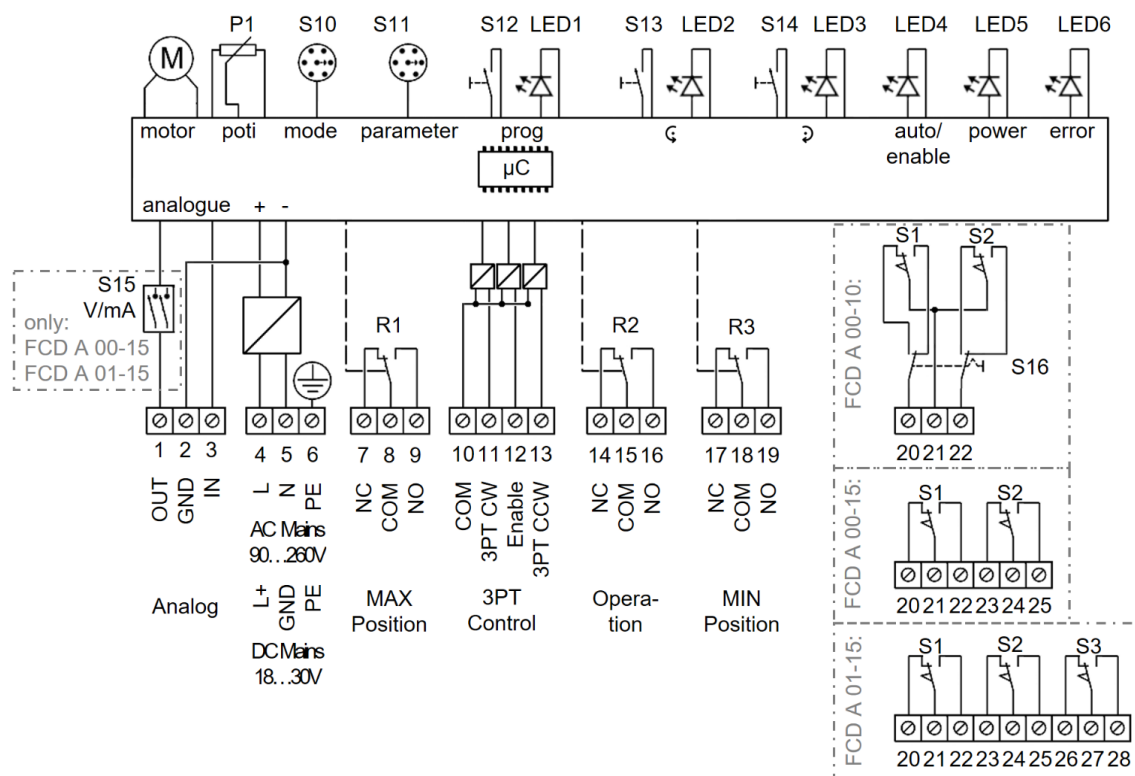 P1 S10 S11 S12 LED1 S13 LED2 S14 LED3 LED4 LED5 LED6
M
motor poti mode parameter prog auto/ power error
enable
µC
analogue + -
S15
V/mA
only:
FCD A 00-15
FCD A 01-15
R1 R2 R3
1 2 3 4 5 6 7 8 9 10 11 12 13 14 15 16 17 18 19
OUT
GND
IN
L
N
PE
AC Mains
90…260V
L+
GND
PE
DC Mains
18…30V
NC
COM
NO
COM
3PT CW
Enable
3PT CCW
NC
COM
NO
NC
COM
NO
Analog
MAX
Position
3PT
Control
Opera-
tion
MIN
Position
FCD A 00-10:
S1 S2
S16
20 21 22
FCD A 00-15:
S1 S2
20 21 22 23 24 25
FCD A 01-15:
S1 S2 S3
20 21 22 23 24 25 26 27 28